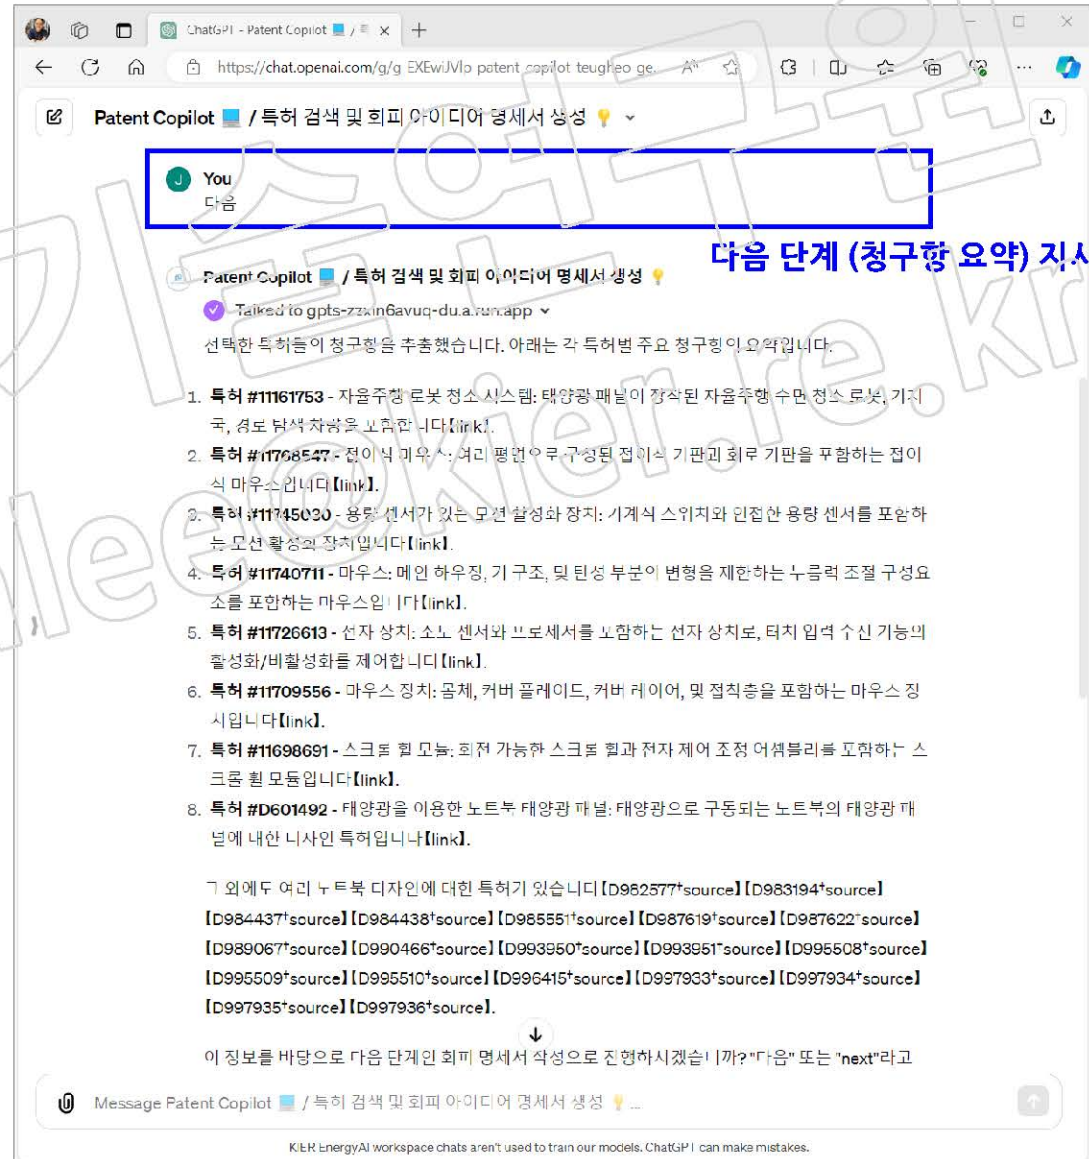 ChatGPT - Patent Copilot 💻 /
https://chat.openai.com/g/g-EXEwiJVlp-patent-copilot-teugheo-ge...
Patent Copilot 💻 / 특허 검색 및 회피 아이디어 명세서 생성 💡
You
다음
다음 단계 (청구항 요약) 지시
Patent Copilot 💻 / 특허 검색 및 회피 아이디어 명세서 생성 💡
Talked to gpts-zzxin6avuq-du.a.run.app
선택한 특허들의 청구항을 추출했습니다. 아래는 각 특허별 주요 청구항의 요약입니다.
1. 특허 #11161753 - 자율주행 로봇 청소 시스템: 태양광 패널이 장착된 자율주행 수면 청소 로봇, 기지
국, 경로 탐색 차량을 포함합니다【link】.
2. 특허 #11768547 - 접이식 마우스: 여러 평면으로 구성된 접이식 기판과 회로 기판을 포함하는 접이
식 마우스입니다【link】.
3. 특허 #11745030 - 용량 센서가 있는 모션 활성화 장치: 기계식 스위치와 인접한 용량 센서를 포함하
는 모션 활성화 장치입니다【link】.
4. 특허 #11740711 - 마우스: 메인 하우징, 키 구조, 및 탄성 부분의 변형을 제한하는 누름력 조절 구성요
소를 포함하는 마우스입니다【link】.
5. 특허 #11726613 - 전자 장치: 조도 센서와 프로세서를 포함하는 전자 장치로, 터치 입력 수신 기능의
활성화/비활성화를 제어합니다【link】.
6. 특허 #11709556 - 마우스 장치: 몸체, 커버 플레이트, 커버 레이어, 및 접착층을 포함하는 마우스 장
치입니다【link】.
7. 특허 #11698691 - 스크롤 휠 모듈: 회전 가능한 스크롤 휠과 전자 제어 조정 어셈블리를 포함하는 스
크롤 휠 모듈입니다【link】.
8. 특허 #D601492 - 태양광을 이용한 노트북 태양광 패널: 태양광으로 구동되는 노트북의 태양광 패
널에 대한 디자인 특허입니다【link】.
그 외에도 여러 노트북 디자인에 대한 특허가 있습니다【D982577†source】【D983194†source】
【D984437†source】【D984438†source】【D985551†source】【D987619†source】【D987622†source】
【D989067†source】【D990466†source】【D993950†source】【D993951†source】【D995508†source】
【D995509†source】【D995510†source】【D996415†source】【D997933†source】【D997934†source】
【D997935†source】【D997936†source】.
이 정보를 바탕으로 다음 단계인 회피 명세서 작성으로 진행하시겠습니까? "다음" 또는 "next"라고
Message Patent Copilot 💻 / 특허 검색 및 회피 아이디어 명세서 생성 💡 ...
KIER EnergyAI workspace chats aren't used to train our models. ChatGPT can make mistakes.
기술연구원
lee@kier.re.kr